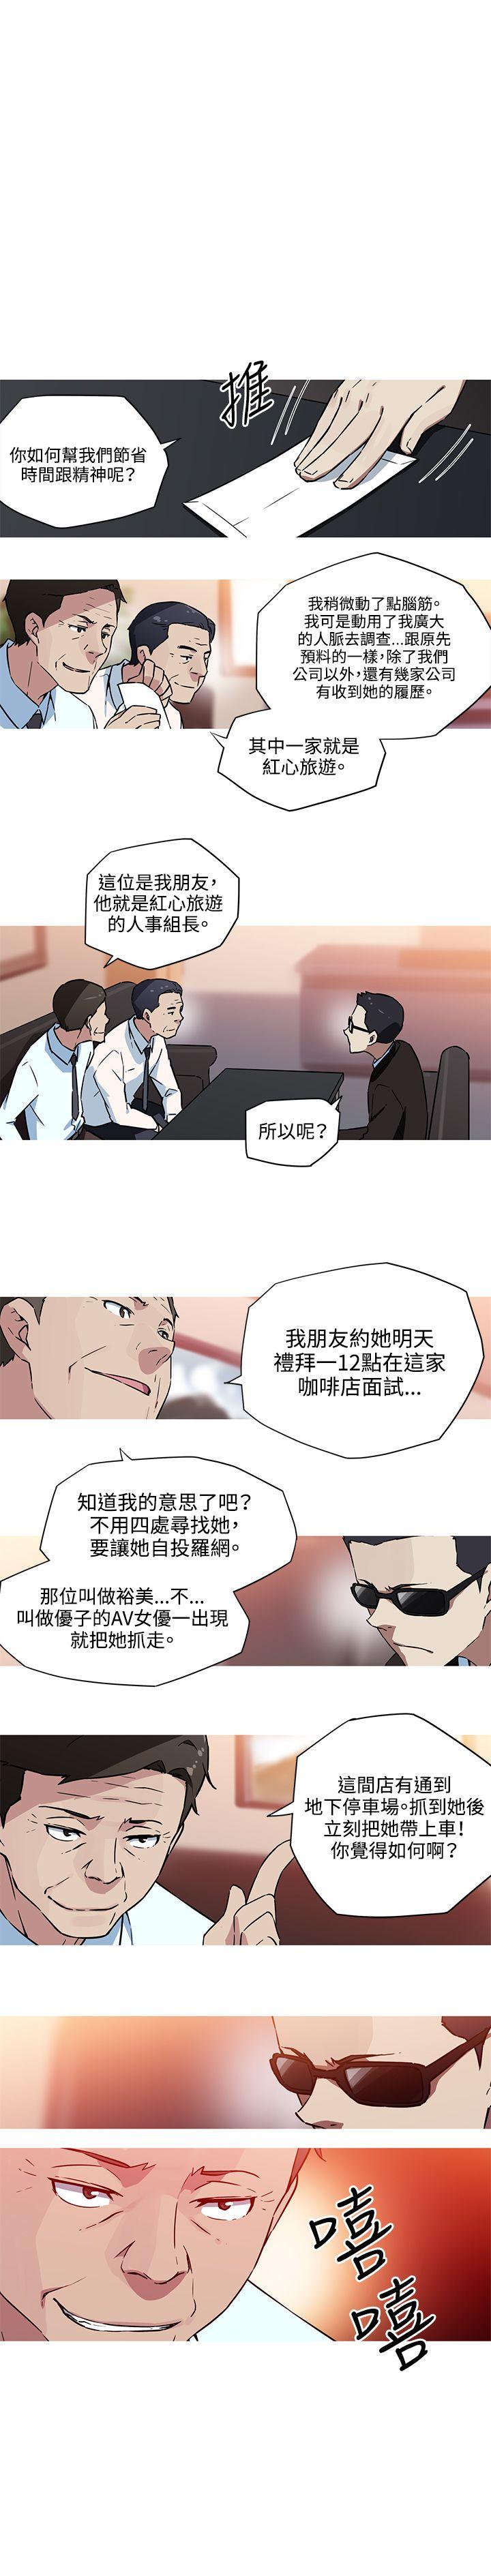 推
你如何幫我們節省
時間跟精神呢？
我稍微動了點腦筋。
我可是動用了我廣大
的人脈去調查…跟原先
預料的一樣，除了我們
公司以外，還有幾家公司
有收到她的履歷。
其中一家就是
紅心旅遊。
這位是我朋友，
他就是紅心旅遊
的人事組長。
所以呢？
我朋友約她明天
禮拜一12點在這家
咖啡店面試…
知道我的意思了吧？
不用四處尋找她，
要讓她自投羅網。
那位叫做裕美…不…
叫做優子的AV女優一出現
就把她抓走。
這間店有通到
地下停車場。抓到她後
立刻把她帶上車！
你覺得如何啊？
嘻
嘻